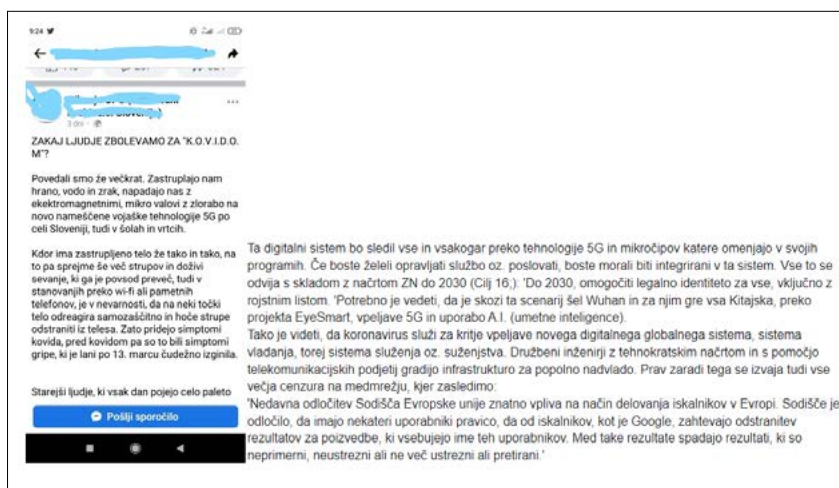 9:24
3 dni
ZAKAJ LJUDJE ZBOLEVAMO ZA "K.O.V.I.D.O.
M"?
Povedali smo že večkrat. Zastrupljajo nam
hrano, vodo in zrak, napadajo nas z
ekektromagnetnimi, mikro valovi z zlorabo na
novo nameščene vojaške tehnologije 5G po
celi Sloveniji, tudi v šolah in vrtcih.
Kdor ima zastrupljeno telo že tako in tako, na
to pa sprejme še več strupov in doživi
sevanje, ki ga je povsod preveč, tudi v
stanovanjih preko wi-fi ali pametnih
telefonov, je v nevarnosti, da na neki točki
telo odreagira samozaščitno in hoče strupe
odstraniti iz telesa. Zato pridejo simptomi
kovida, pred kovidom pa so to bili simptomi
gripe, ki je lani po 13. marcu čudežno izginila.
Starejši ljudje, ki vsak dan pojejo celo paleto
Pošlji sporočilo
Ta digitalni sistem bo sledil vse in vsakogar preko tehnologije 5G in mikročipov katere omenjajo v svojih
programih. Če boste želeli opravljati službo oz. poslovati, boste morali biti integrirani v ta sistem. Vse to se
odvija s skladom z načrtom ZN do 2030 (Cilj 16;): 'Do 2030, omogočiti legalno identiteto za vse, vključno z
rojstnim listom. 'Potrebno je vedeti, da je skozi ta scenarij šel Wuhan in za njim gre vsa Kitajska, preko
projekta EyeSmart, vpeljave 5G in uporabo A.I. (umetne inteligence).
Tako je videti, da koronavirus služi za kritje vpeljave novega digitalnega globalnega sistema, sistema
vladanja, torej sistema služenja oz. suženjstva. Družbeni inženirji z tehnokratskim načrtom in s pomočjo
telekomunikacijskih podjetij gradijo infrastrukturo za popolno nadvlado. Prav zaradi tega se izvaja tudi vse
večja cenzura na medmrežju, kjer zasledimo:
'Nedavna odločitev Sodišča Evropske unije znatno vpliva na način delovanja iskalnikov v Evropi. Sodišče je
odločilo, da imajo nekateri uporabniki pravico, da od iskalnikov, kot je Google, zahtevajo odstranitev
rezultatov za poizvedbe, ki vsebujejo ime teh uporabnikov. Med take rezultate spadajo rezultati, ki so
neprimerni, neustrezni ali ne več ustrezni ali pretirani.'